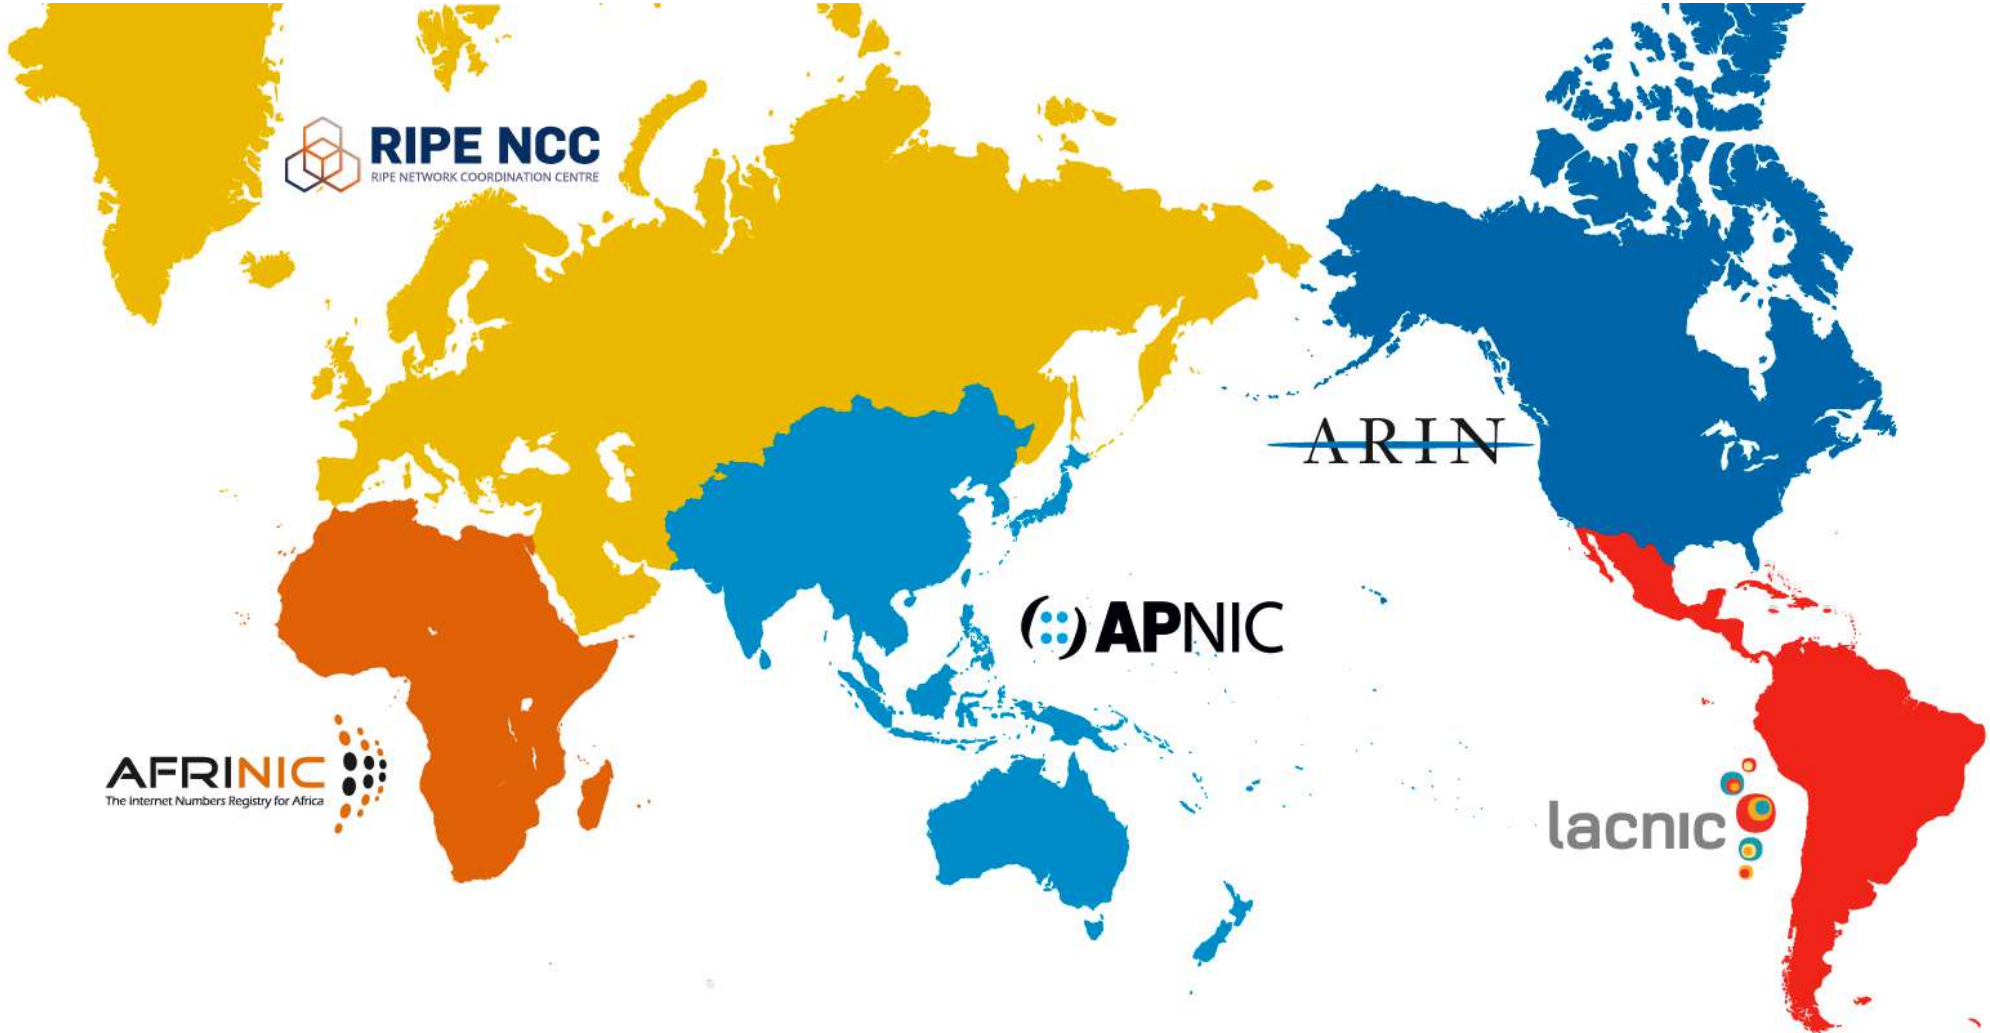 RIPE NCC
RIPE NETWORK COORDINATION CENTRE
ARIN
APNIC
AFRINIC
The Internet Numbers Registry for Africa
lacnic